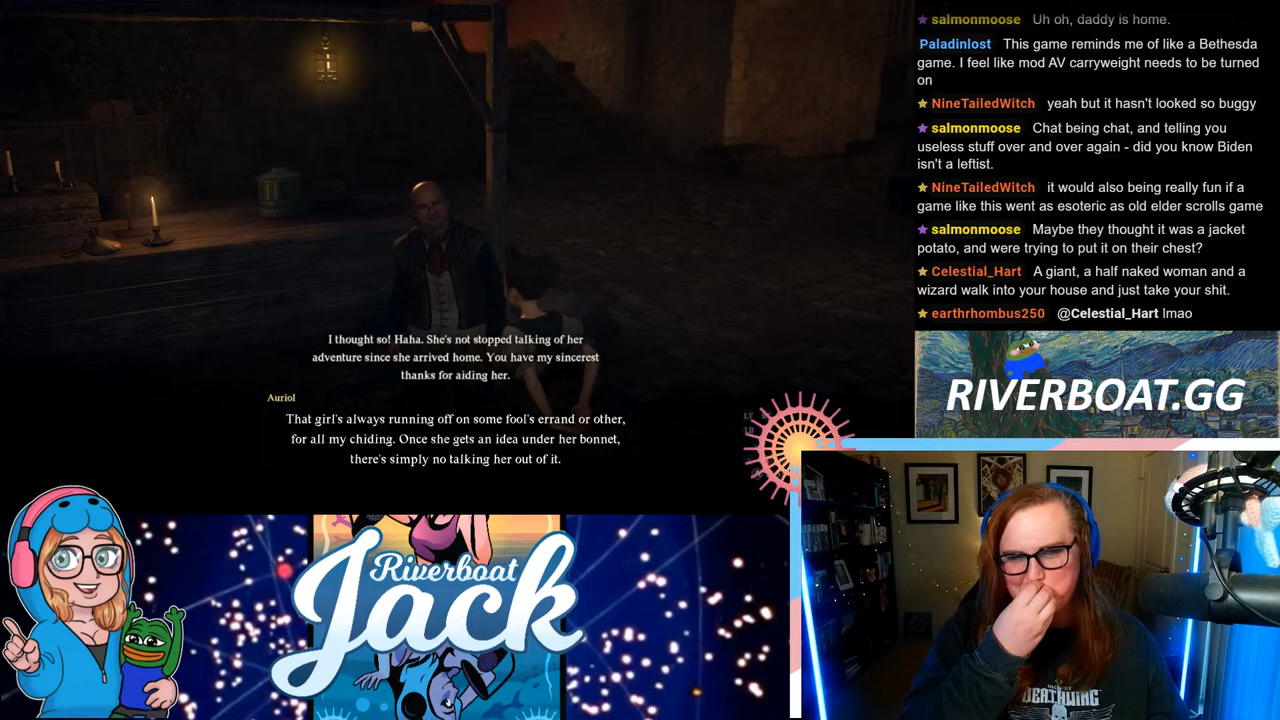 salmonmoose Uh oh, daddy is home.
Paladinlost This game reminds me of like a Bethesda
game. I feel like mod AV carryweight needs to be turned
on
NineTailedWitch yeah but it hasn't looked so buggy
salmonmoose Chat being chat, and telling you
useless stuff over and over again - did you know Biden
isn't a leftist.
NineTailedWitch it would also being really fun if a
game like this went as esoteric as old elder scrolls game
salmonmoose Maybe they thought it was a jacket
potato, and were trying to put it on their chest?
Celestial_Hart A giant, a half naked woman and a
wizard walk into your house and just take your shit.
earthrhombus250 @Celestial_Hart lmao
I thought so! Haha. She's not stopped talking of her
adventure since she arrived home. You have my sincerest
thanks for aiding her.
Auriol
That girl's always running off on some fool's errand or other,
for all my chiding. Once she gets an idea under her bonnet,
there's simply no talking her out of it.
RIVERBOAT.GG
Riverboat
Jack
DEATHWING